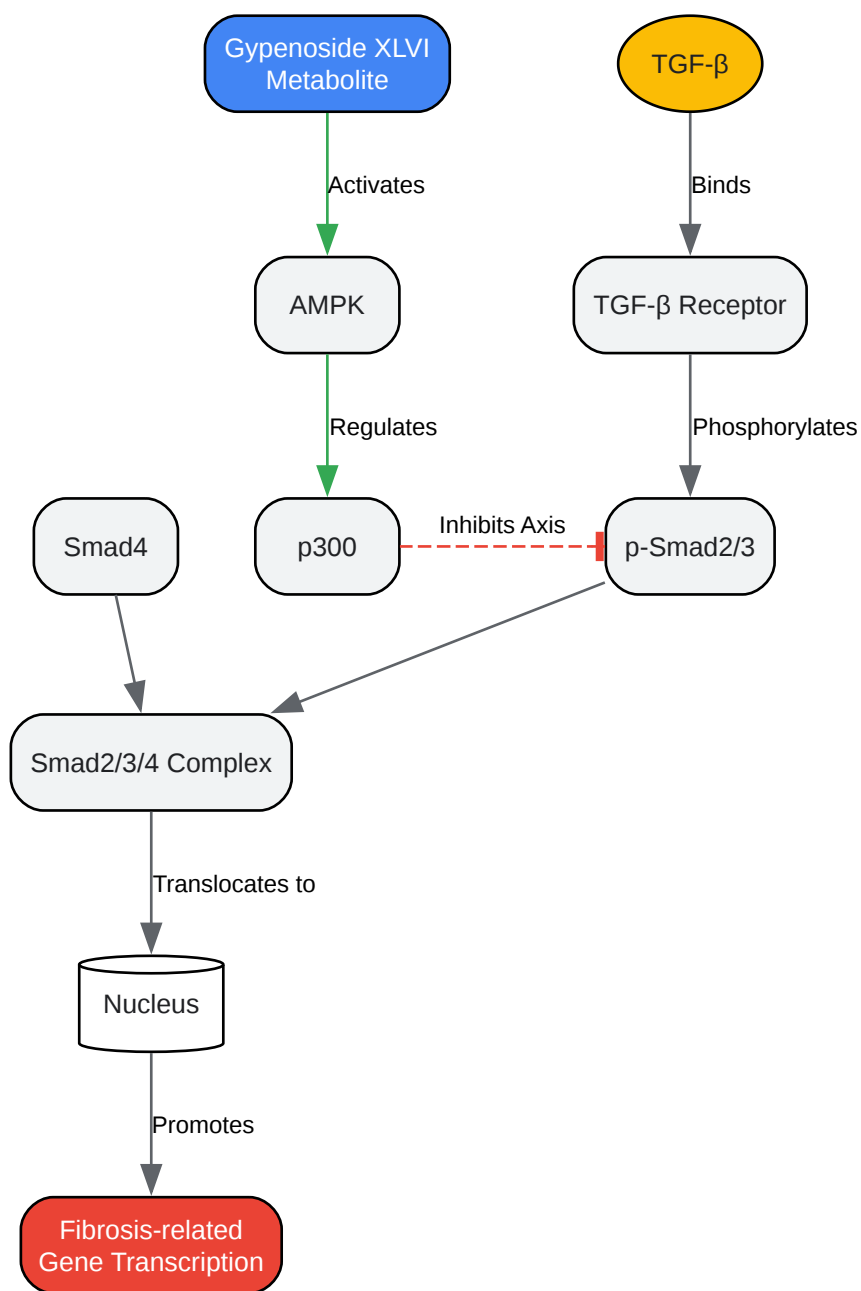 Gypenoside XLVI
Metabolite
TGF-β
Activates
Binds
AMPK
TGF-β Receptor
Regulates
Phosphorylates
Smad4
p300
Inhibits Axis
p-Smad2/3
Smad2/3/4 Complex
Translocates to
Nucleus
Promotes
Fibrosis-related
Gene Transcription